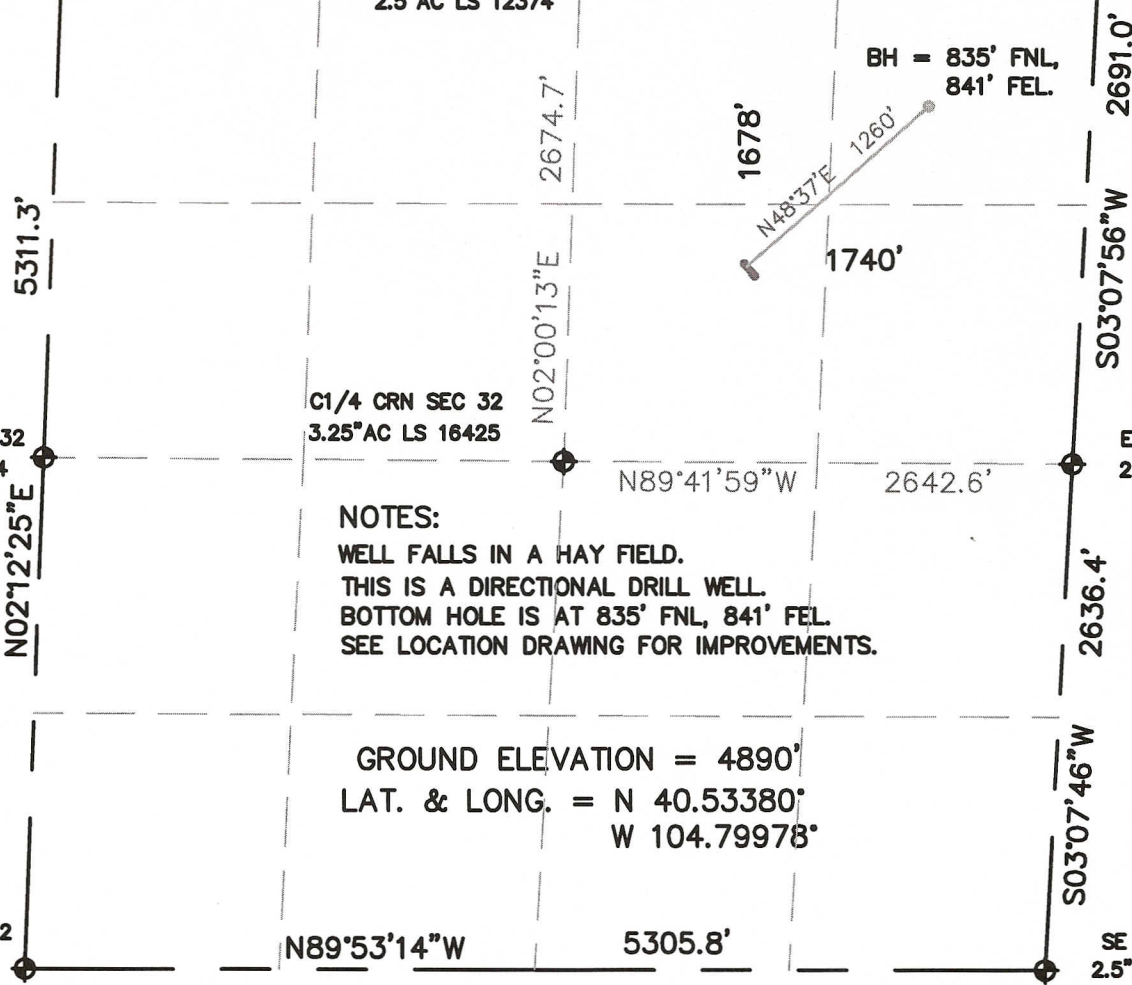 2.5"AC LS 12374
BH = 835' FNL,
841' FEL.
2691.0'
2674.7'
1678'
1260'
N48°37'E
5311.3'
1740'
S03°07'56"W
N02°00'13"E
C1/4 CRN SEC 32
3.25"AC LS 16425
32
4
E
2
N89°41'59"W 2642.6'
N02°12'25"E
NOTES:
WELL FALLS IN A HAY FIELD.
THIS IS A DIRECTIONAL DRILL WELL.
BOTTOM HOLE IS AT 835' FNL, 841' FEL.
SEE LOCATION DRAWING FOR IMPROVEMENTS.
2636.4'
GROUND ELEVATION = 4890'
LAT. & LONG. = N 40.53380°
W 104.79978°
S03°07'46"W
2
N89°53'14"W 5305.8'
SE
2.5"